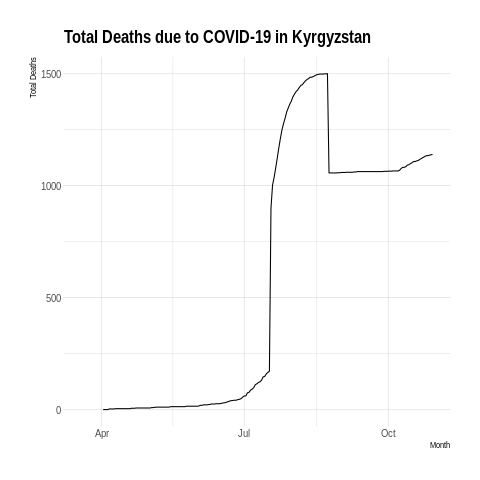 Total Deaths due to COVID-19 in Kyrgyzstan
Total Deaths
1500
1000
500
0
Apr Jul Oct
Month